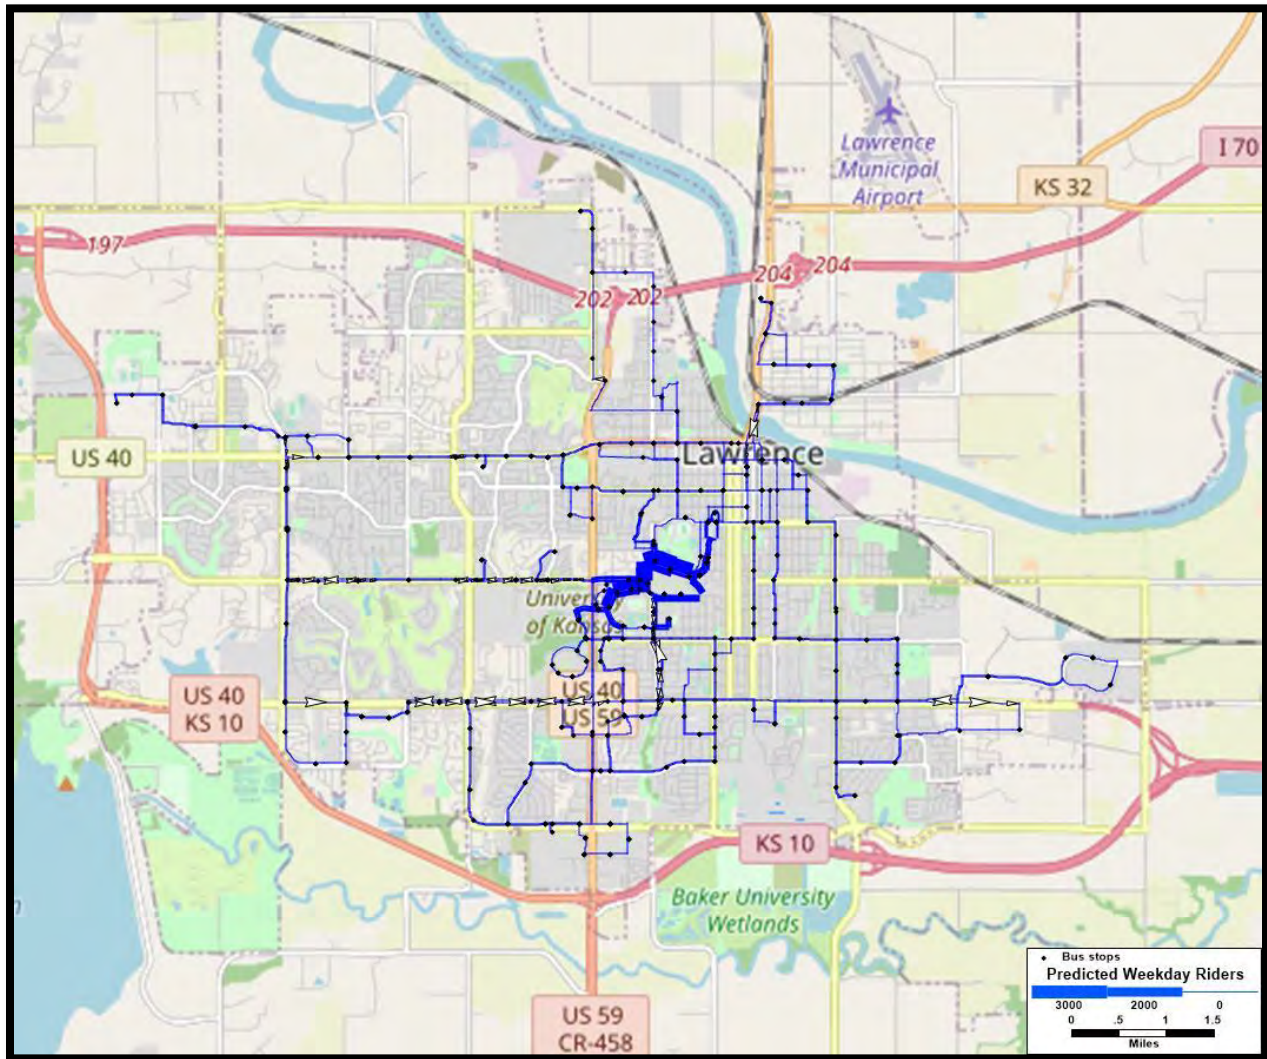 Lawrence
Municipal
Airport
I 70
KS 32
197
204
204
202
202
Lawrence
US 40
University
of Kansas
US 40
KS 10
US 40
US 59
KS 10
Baker University
Wetlands
US 59
CR-458
Bus stops
Predicted Weekday Riders
3000 2000 0
0 .5 1 1.5
Miles